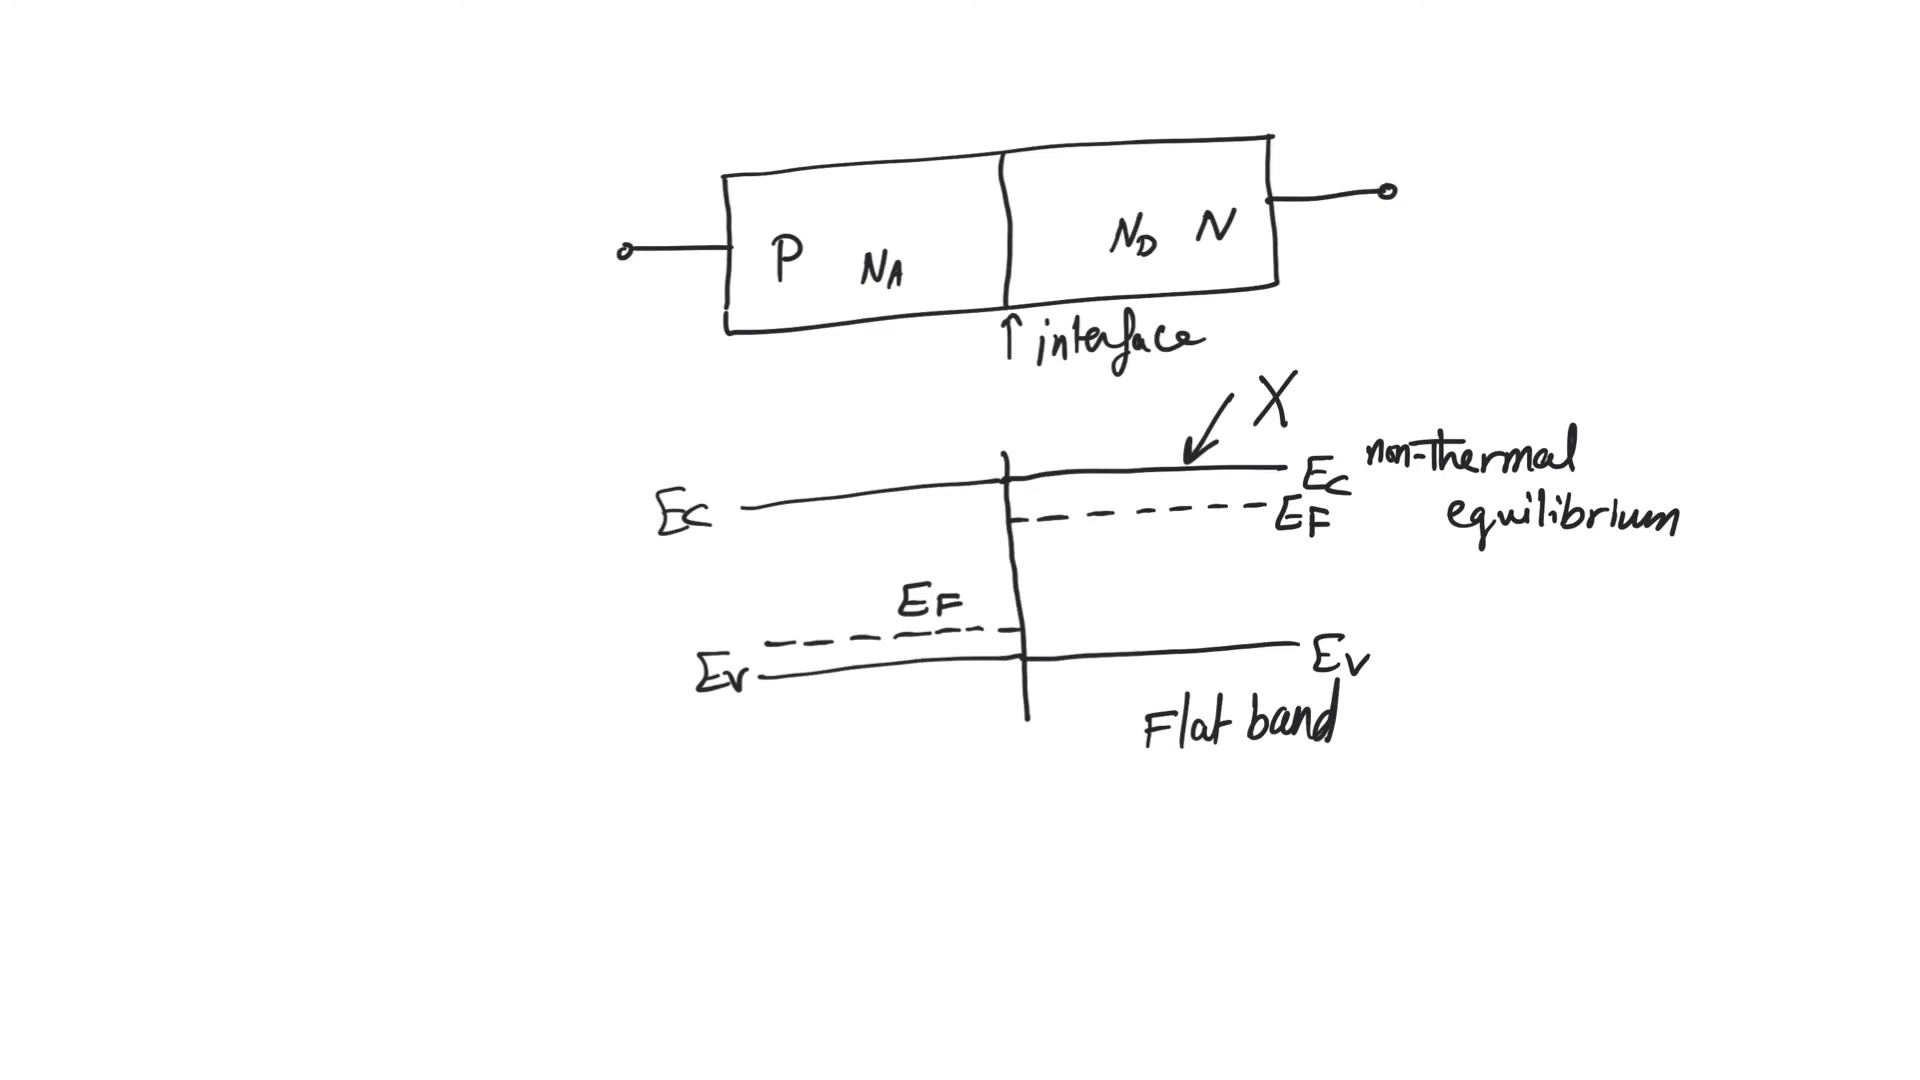 P NA ND N
↑ interface
X
EC EC non-thermal
EF equilibrium
EF
EV EV
Flat band